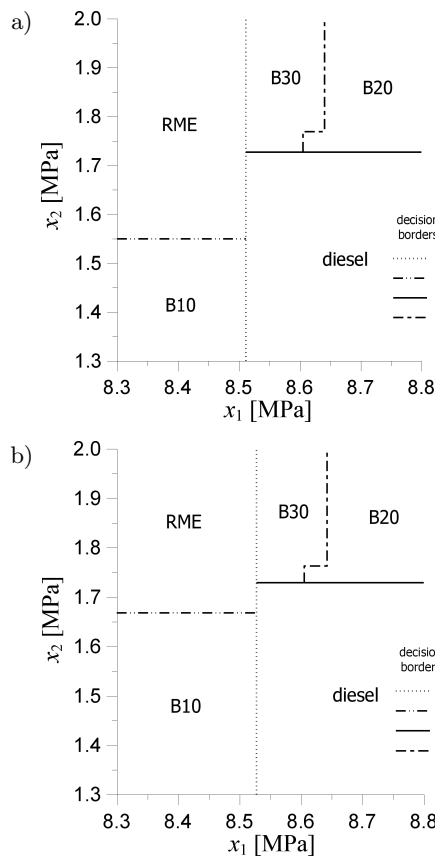 a)
2.0
1.9
1.8
1.7
1.6
1.5
1.4
1.3
x2 [MPa]
B30
B20
RME
diesel
B10
decision
borders
8.3 8.4 8.5 8.6 8.7 8.8
x1 [MPa]
b)
2.0
1.9
1.8
1.7
1.6
1.5
1.4
1.3
x2 [MPa]
RME
B30
B20
B10
diesel
decision
border
8.3 8.4 8.5 8.6 8.7 8.8
x1 [MPa]